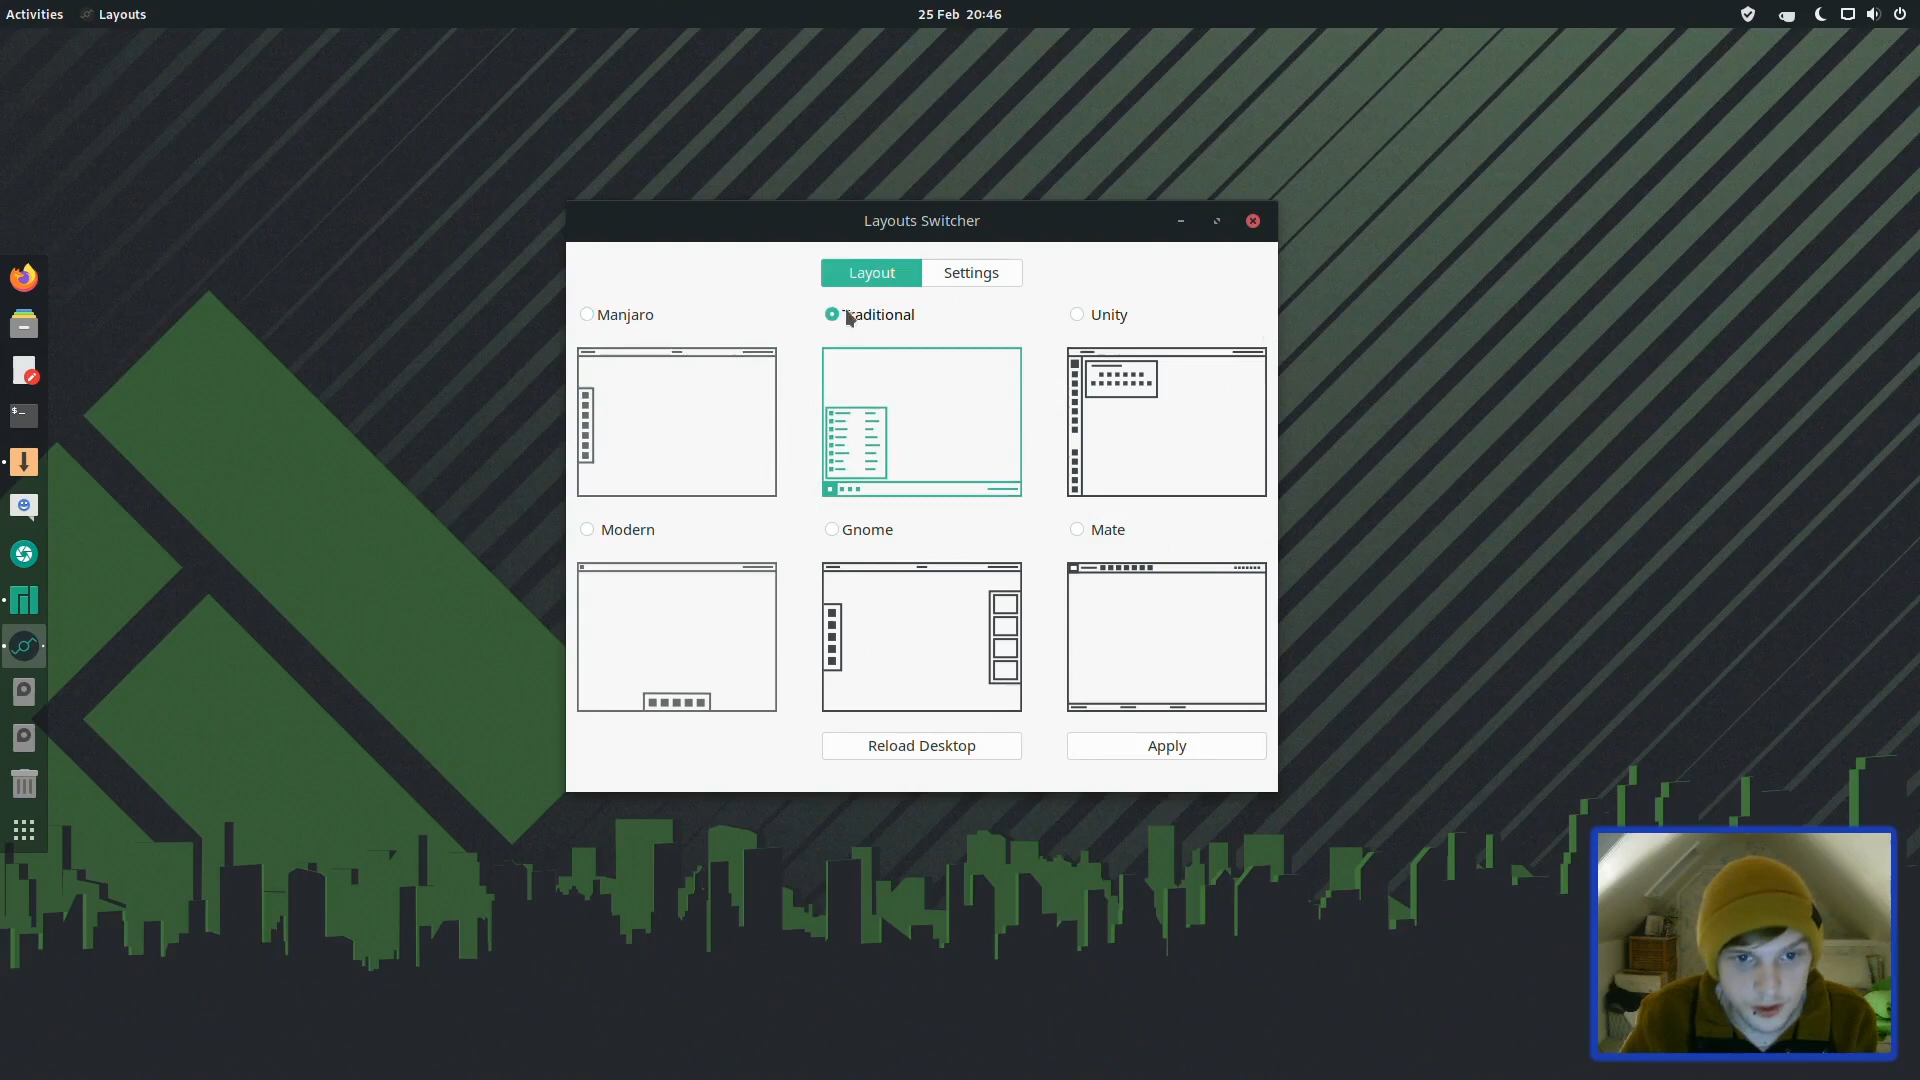 Activities Layouts 25 Feb 20:46
Layouts Switcher
Layout Settings
Manjaro Traditional Unity
Modern Gnome Mate
Reload Desktop Apply
$_